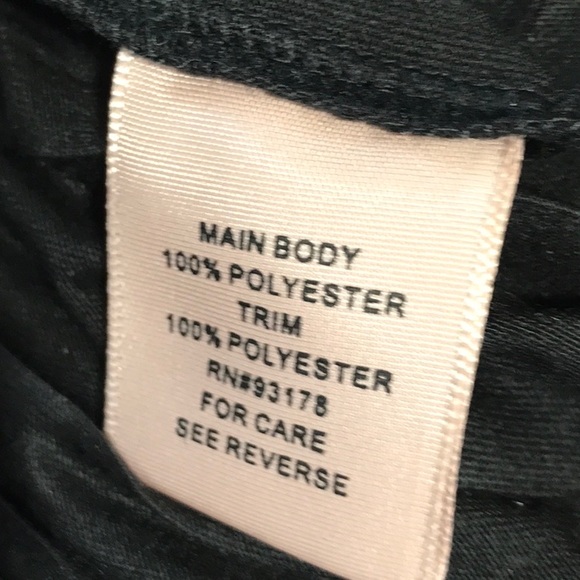 MAIN BODY
100% POLYESTER
TRIM
100% POLYESTER
RN#93178
FOR CARE
SEE REVERSE